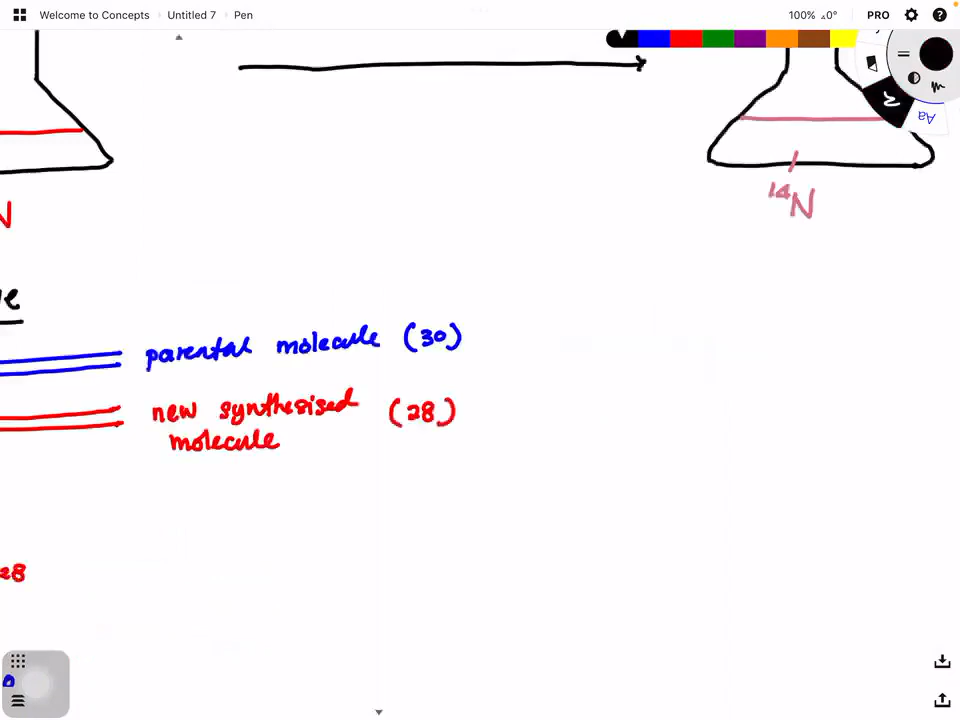 Welcome to Concepts > Untitled 7 > Pen
100% ⊿0°
PRO
?
Aa
14N
N
ve
parental molecule (30)
new synthesised (28)
molecule
28